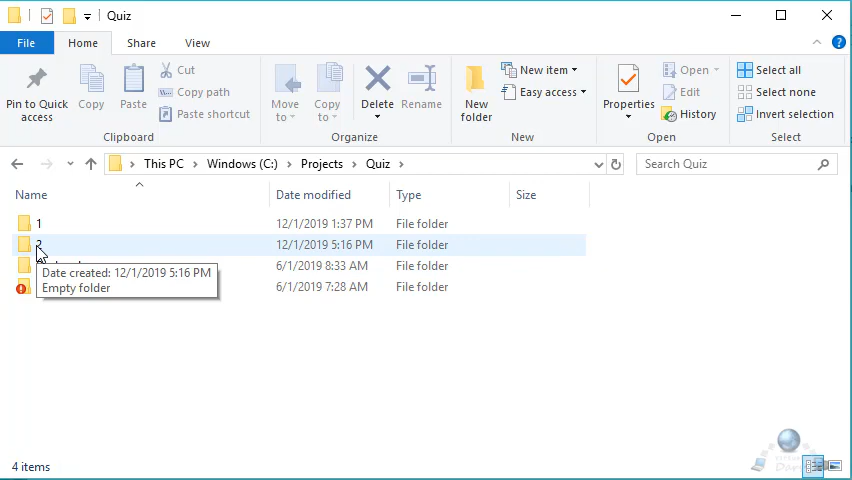 Quiz
File Home Share View
Pin to Quick access
Copy
Paste
Cut
Copy path
Paste shortcut
Clipboard
Move to
Copy to
Delete
Rename
Organize
New folder
New item
Easy access
New
Properties
Open
Edit
History
Open
Select all
Select none
Invert selection
Select
This PC > Windows (C:) > Projects > Quiz >
Search Quiz
Name Date modified Type Size
1 12/1/2019 1:37 PM File folder
2 12/1/2019 5:16 PM File folder
6/1/2019 8:33 AM File folder
Date created: 12/1/2019 5:16 PM
Empty folder
6/1/2019 7:28 AM File folder
4 items